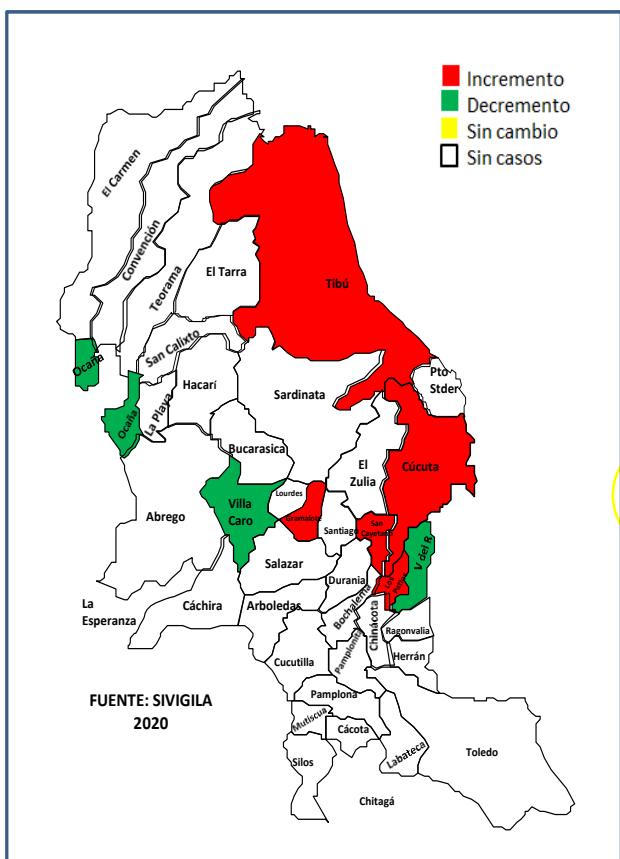 Incremento
Decremento
Sin cambio
Sin casos
El Carmen
Convención
Teorama
El Tarra
Tibú
San Calixto
Ocaña
Hacarí
Sardinata
Pto
Stder
La Playa
Ocaña
Bucarasica
El
Zulia
Cúcuta
Villa
Caro
Lourdes
Gramalote
Abrego
Santiago
San
Cayetano
V del R
Salazar
Durania
Los
Patios
La
Esperanza
Cáchira
Arboledas
Bochalema
Chinácota
Ragonvalia
Pamplonita
Herrán
Cucutilla
FUENTE: SIVIGILA
2020
Pamplona
Mutiscua
Cácota
Labateca
Toledo
Silos
Chitagá